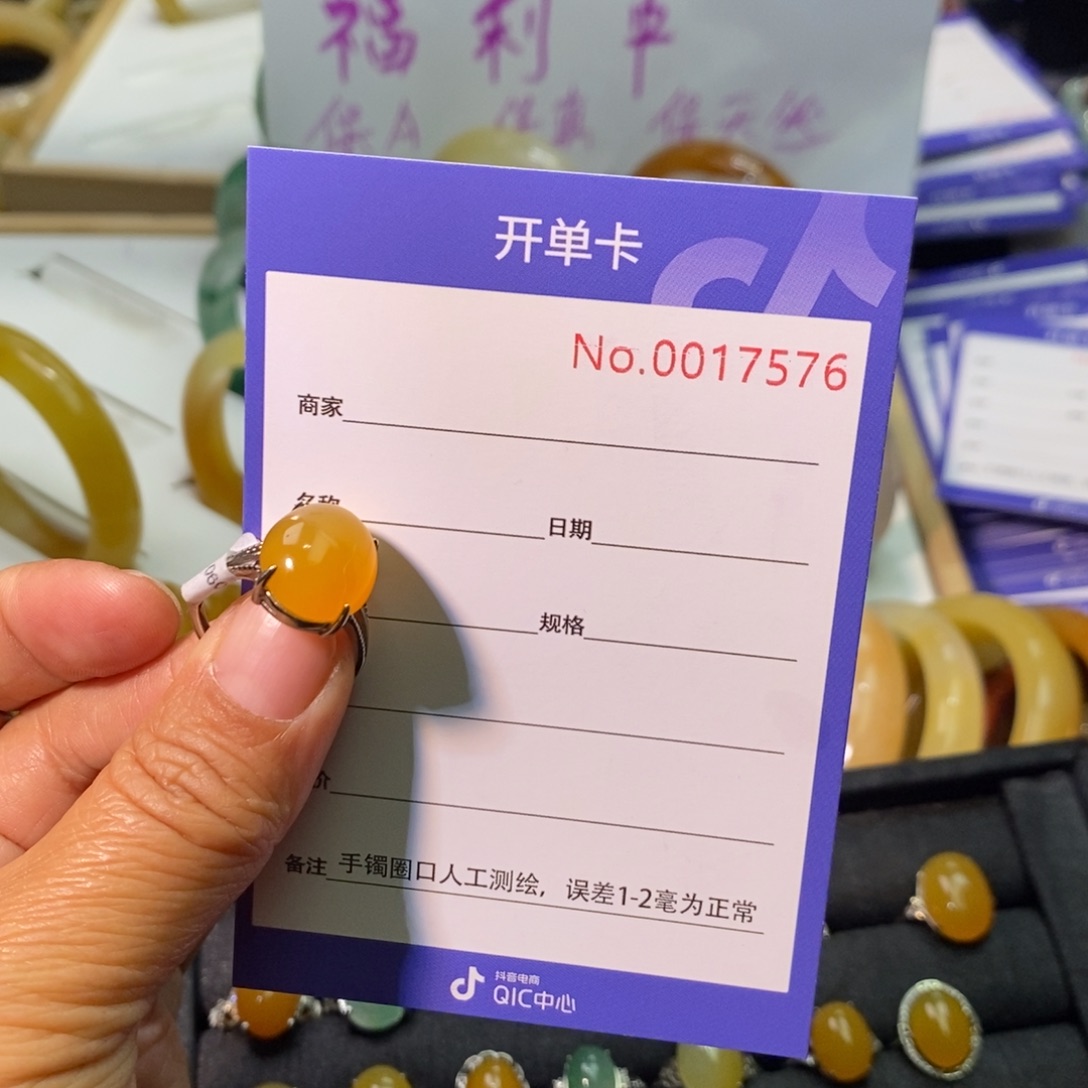 福利
保A 保真 保天然
开单卡
No.0017576
商家
名称 日期
规格
价
备注 手镯圈口人工测绘，误差1-2毫为正常
抖音电商
QIC中心